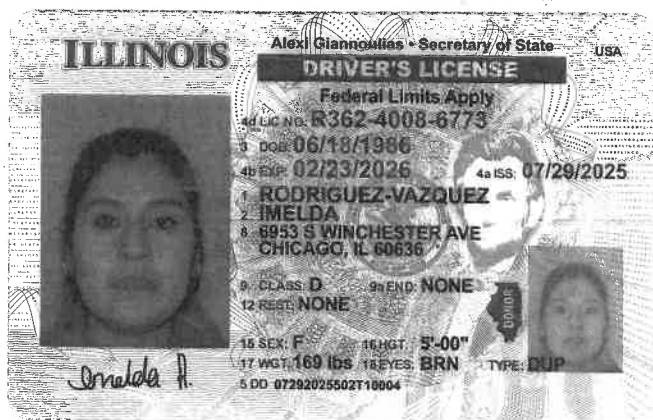 ILLINOIS
Alexi Giannoulias • Secretary of State
USA
DRIVER'S LICENSE
Federal Limits Apply
4d LIC NO: R362-4008-6773
3 DOB: 06/18/1986
4b EXP: 02/23/2026 4a ISS: 07/29/2025
1 RODRIGUEZ-VAZQUEZ
2 IMELDA
8 6953 S WINCHESTER AVE
CHICAGO, IL 60636
9 CLASS: D 9a END: NONE
12 REST: NONE
DONOR
15 SEX: F 16 HGT: 5'-00"
17 WGT: 169 lbs 18 EYES: BRN TYPE: DUP
5 DD 07292025502T10004
Imelda R.